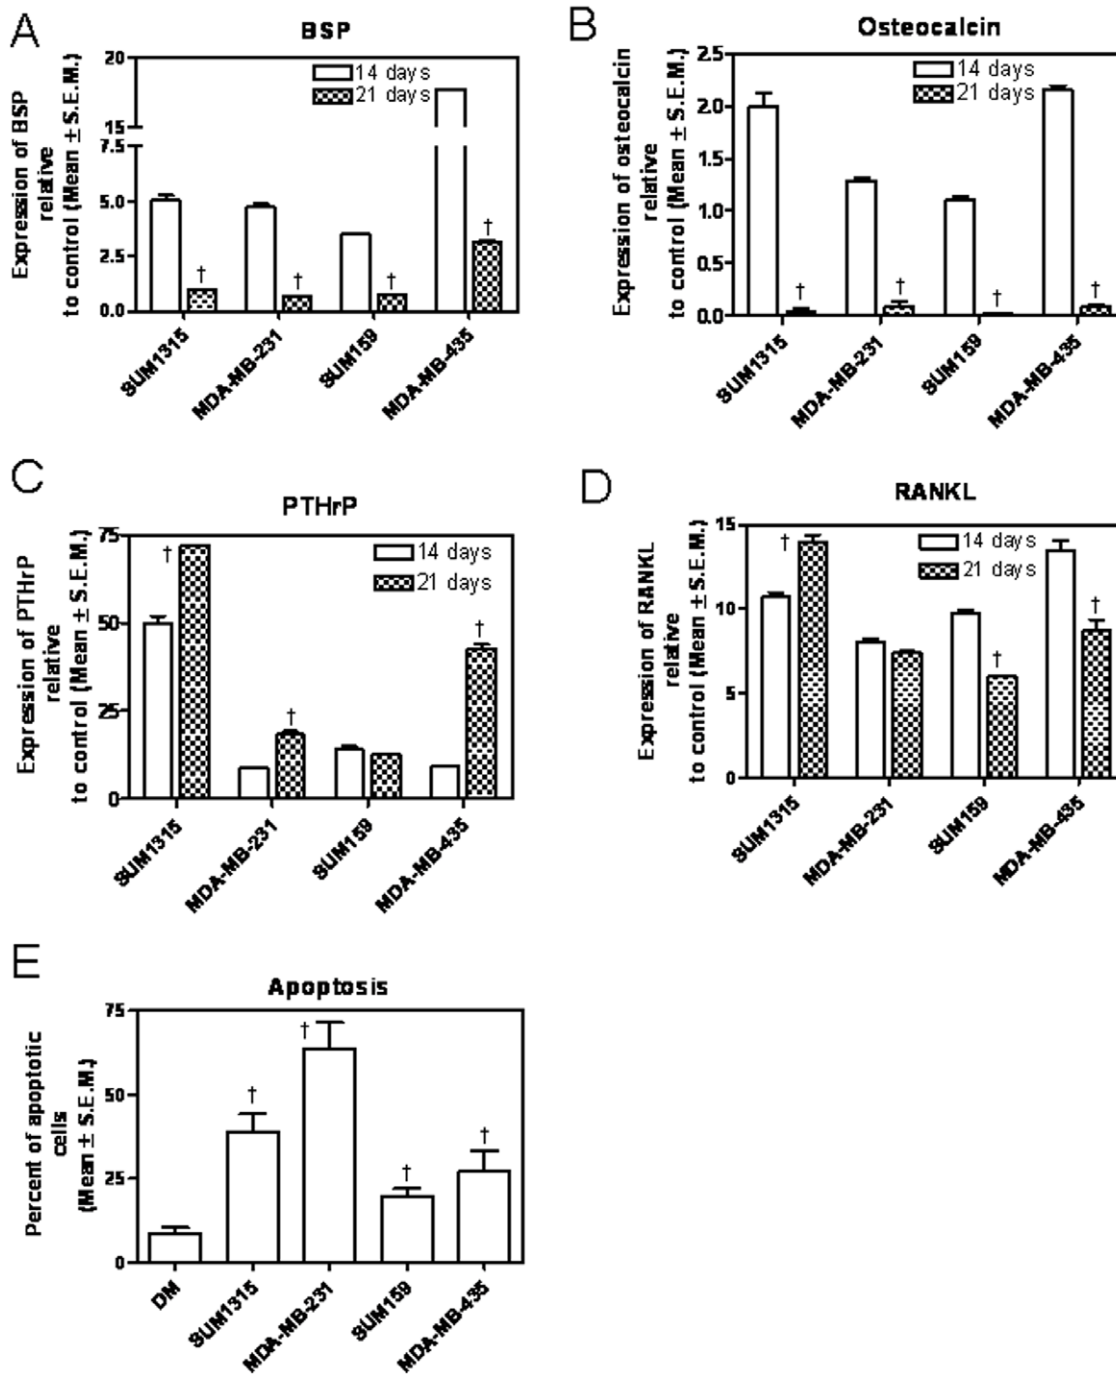 A
BSP
Expression of BSP
relative
to control (Mean ± S.E.M.)
20
15
7.5
5.0
2.5
0.0
14 days
21 days
†
†
†
†
SUM1315
MDA-MB-231
SUM159
MDA-MB-435
B
Osteocalcin
Expression of osteocalcin
relative
to control (Mean ± S.E.M.)
2.5
2.0
1.5
1.0
0.5
0.0
14 days
21 days
†
†
†
†
SUM1315
MDA-MB-231
SUM159
MDA-MB-435
C
PTHrP
Expression of PTHrP
relative
to control (Mean ± S.E.M.)
75
50
25
0
14 days
21 days
†
†
†
SUM1315
MDA-MB-231
SUM159
MDA-MB-435
D
RANKL
Expression of RANKL
relative
to control (Mean ± S.E.M.)
15
10
5
0
14 days
21 days
†
†
†
SUM1315
MDA-MB-231
SUM159
MDA-MB-435
E
Apoptosis
Percent of apoptotic
cells
(Mean ± S.E.M.)
75
50
25
0
†
†
†
†
DM
SUM1315
MDA-MB-231
SUM159
MDA-MB-435